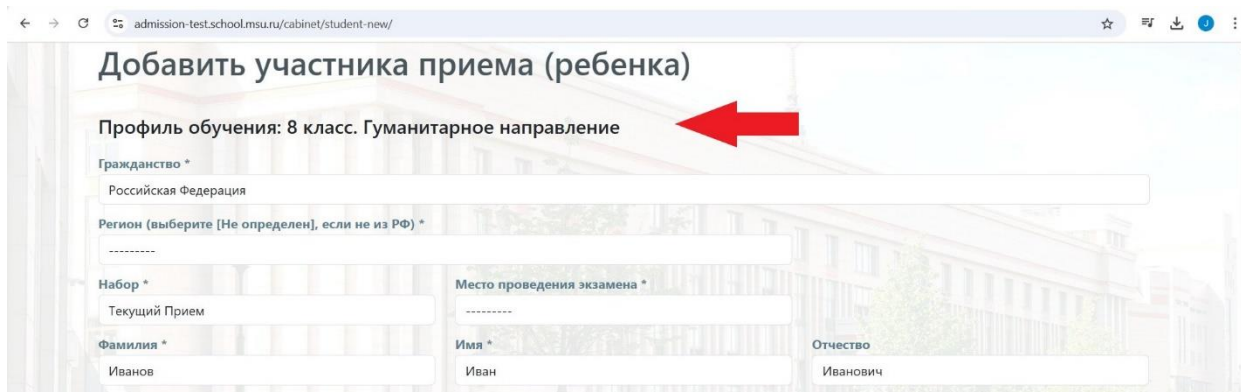 admission-test.school.msu.ru/cabinet/student-new/
J
Добавить участника приема (ребенка)
Профиль обучения: 8 класс. Гуманитарное направление
Гражданство *
Российская Федерация
Регион (выберите [Не определен], если не из РФ) *
---------
Набор * Место проведения экзамена *
Текущий Прием ---------
Фамилия * Имя * Отчество
Иванов Иван Иванович